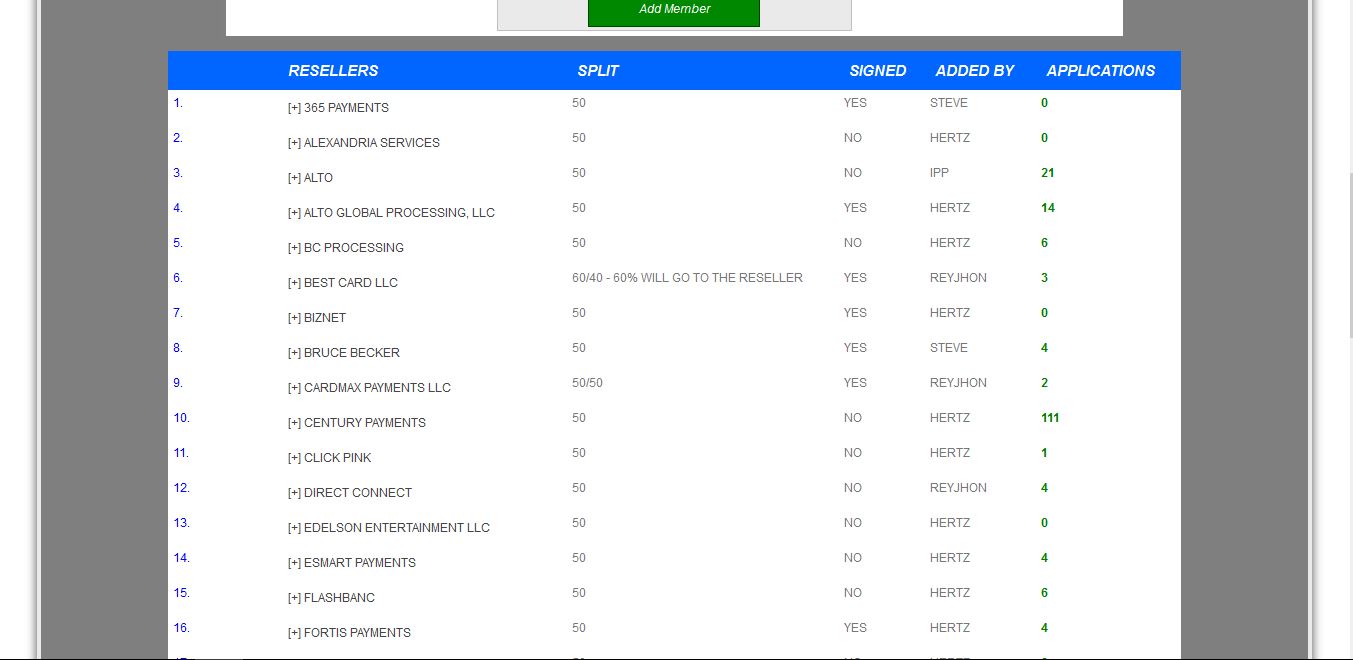 Add Member
RESELLERS SPLIT SIGNED ADDED BY APPLICATIONS
1. [+] 365 PAYMENTS 50 YES STEVE 0
2. [+] ALEXANDRIA SERVICES 50 NO HERTZ 0
3. [+] ALTO 50 NO IPP 21
4. [+] ALTO GLOBAL PROCESSING, LLC 50 YES HERTZ 14
5. [+] BC PROCESSING 50 NO HERTZ 6
6. [+] BEST CARD LLC 60/40 - 60% WILL GO TO THE RESELLER YES REYJHON 3
7. [+] BIZNET 50 YES HERTZ 0
8. [+] BRUCE BECKER 50 YES STEVE 4
9. [+] CARDMAX PAYMENTS LLC 50/50 YES REYJHON 2
10. [+] CENTURY PAYMENTS 50 NO HERTZ 111
11. [+] CLICK PINK 50 NO HERTZ 1
12. [+] DIRECT CONNECT 50 NO REYJHON 4
13. [+] EDELSON ENTERTAINMENT LLC 50 NO HERTZ 0
14. [+] ESMART PAYMENTS 50 NO HERTZ 4
15. [+] FLASHBANC 50 NO HERTZ 6
16. [+] FORTIS PAYMENTS 50 YES HERTZ 4